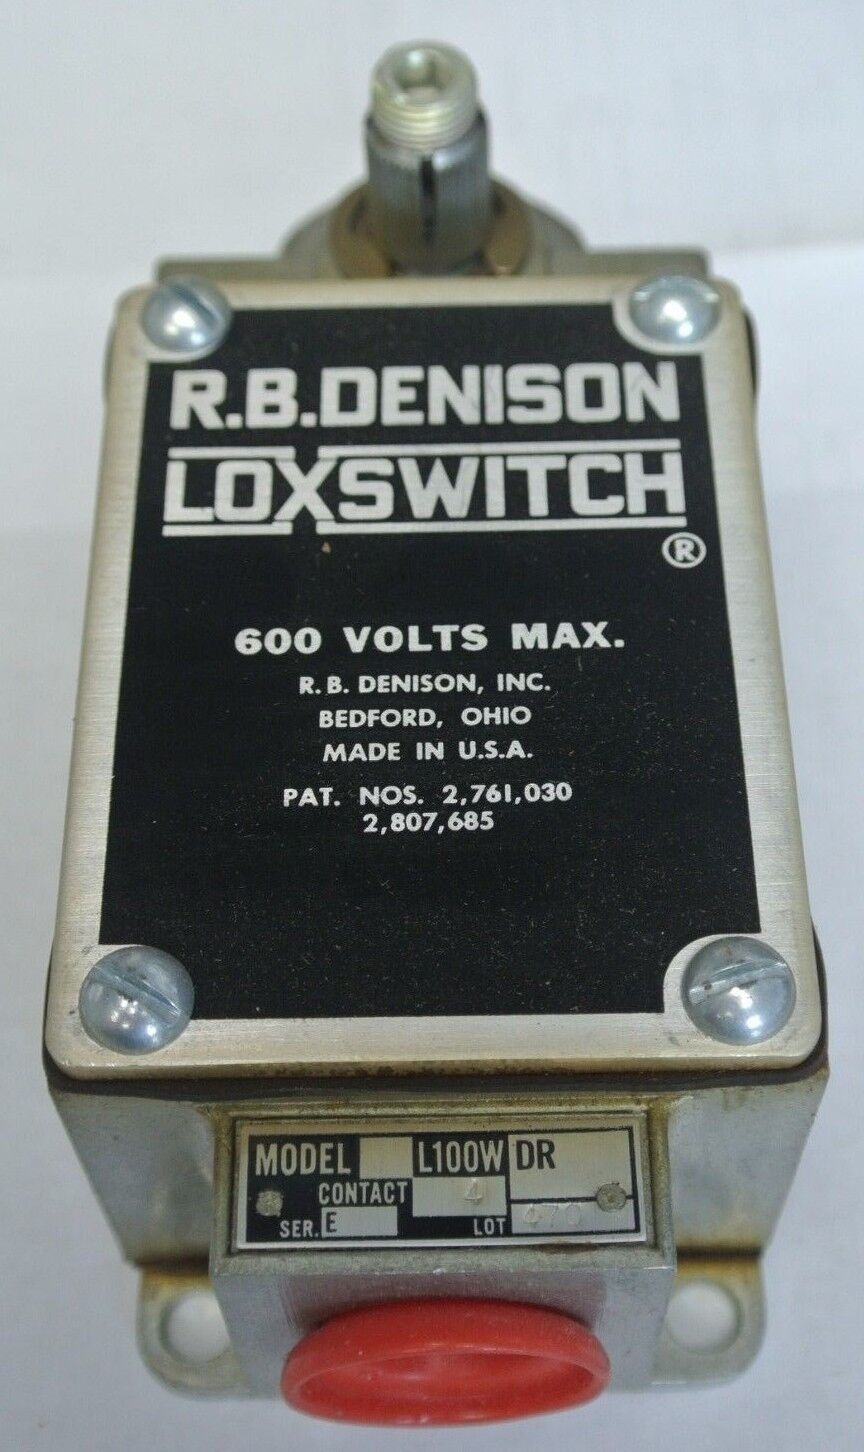 R.B.DENISON
LOXSWITCH
®
600 VOLTS MAX.
R. B. DENISON, INC.
BEDFORD, OHIO
MADE IN U.S.A.
PAT. NOS. 2,761,030
2,807,685
MODEL L100W DR
CONTACT 4
SER. E LOT 470